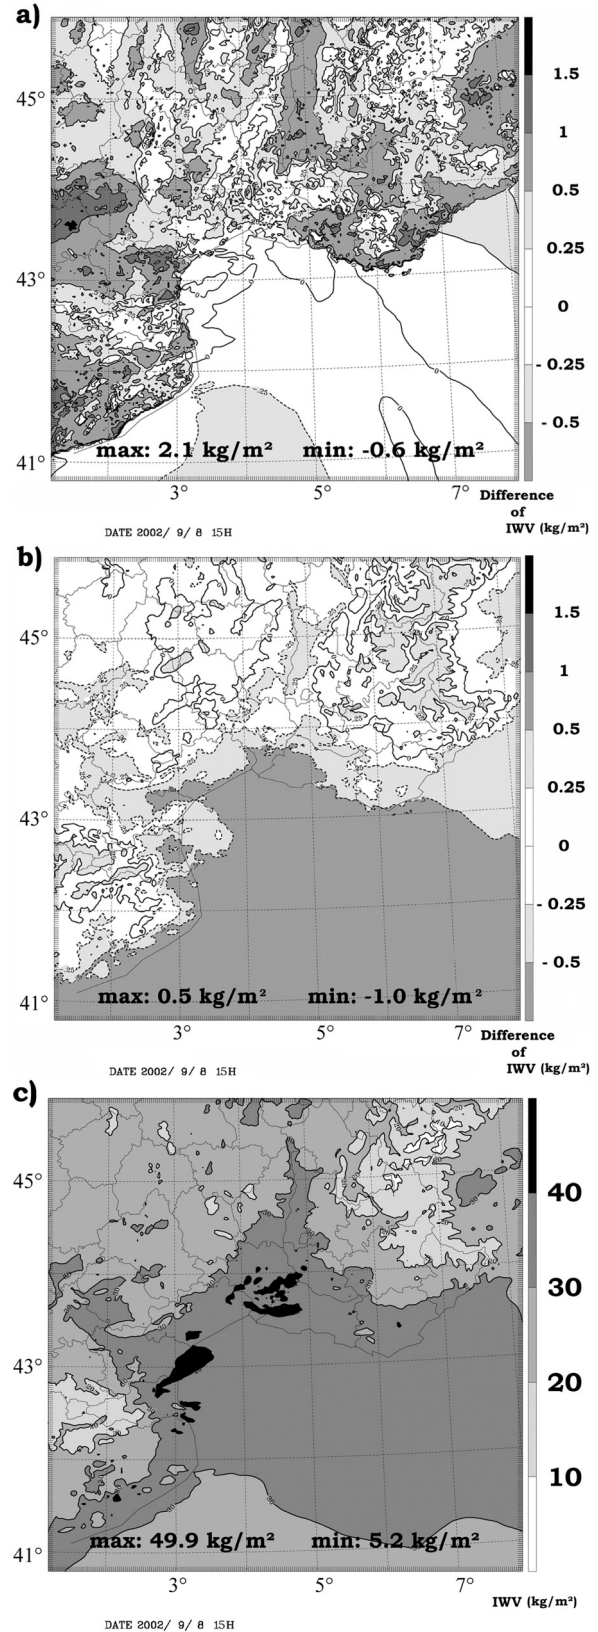 a)
1.5
45°
1
0.5
0.25
43°
0
- 0.25
- 0.5
max: 2.1 kg/m² min: -0.6 kg/m²
41°
3° 5° 7°
Difference
of
IWV (kg/m²)
DATE 2002/ 9/ 8 15H
b)
1.5
45°
1
0.5
0.25
43°
0
- 0.25
- 0.5
max: 0.5 kg/m² min: -1.0 kg/m²
41°
3° 5° 7°
Difference
of
IWV (kg/m²)
DATE 2002/ 9/ 8 15H
c)
45°
40
30
43°
20
10
max: 49.9 kg/m² min: 5.2 kg/m²
41°
3° 5° 7°
IWV (kg/m²)
DATE 2002/ 9/ 8 15H